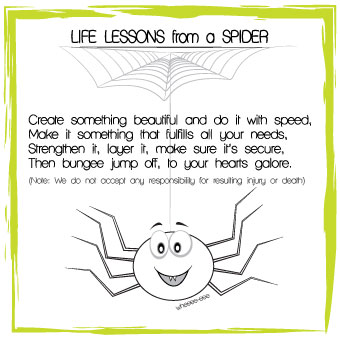 LIFE LESSONS from a SPIDER
Create something beautiful and do it with speed,
Make it something that fulfills all your needs,
Strengthen it, layer it, make sure it's secure,
Then bungee jump off, to your hearts galore.
(Note: We do not accept any responsibility for resulting injury or death)
wheeee-eee